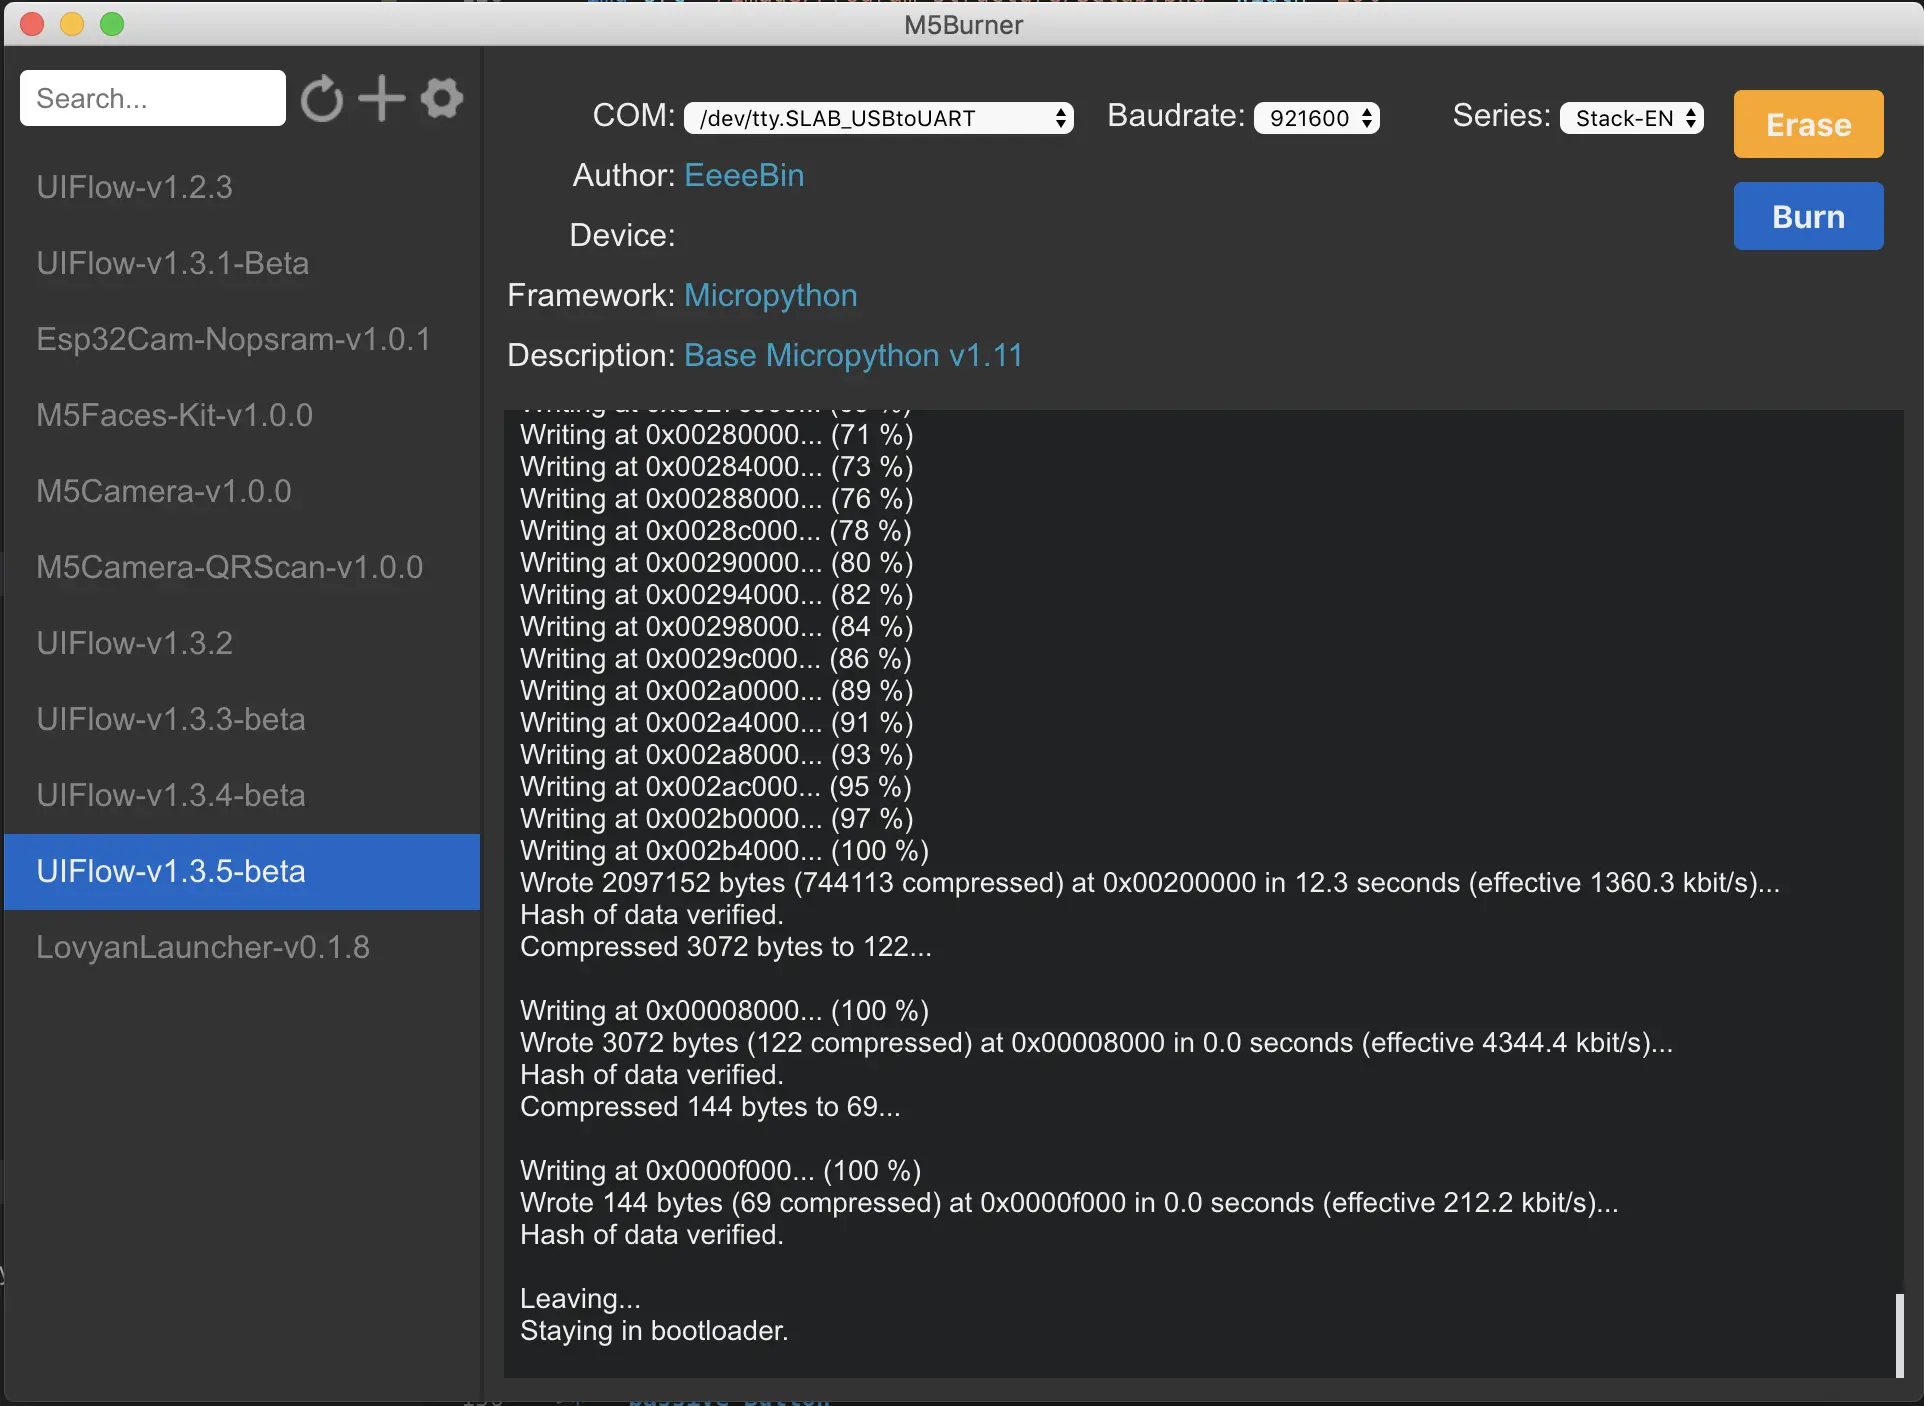 M5Burner
Search...
COM: /dev/tty.SLAB_USBtoUART Baudrate: 921600 Series: Stack-EN Erase
Author: EeeeBin
Burn
Device:
Framework: Micropython
Description: Base Micropython v1.11
UIFlow-v1.2.3
UIFlow-v1.3.1-Beta
Esp32Cam-Nopsram-v1.0.1
M5Faces-Kit-v1.0.0
M5Camera-v1.0.0
M5Camera-QRScan-v1.0.0
UIFlow-v1.3.2
UIFlow-v1.3.3-beta
UIFlow-v1.3.4-beta
UIFlow-v1.3.5-beta
LovyanLauncher-v0.1.8
Writing at 0x00280000... (71 %)
Writing at 0x00284000... (73 %)
Writing at 0x00288000... (76 %)
Writing at 0x0028c000... (78 %)
Writing at 0x00290000... (80 %)
Writing at 0x00294000... (82 %)
Writing at 0x00298000... (84 %)
Writing at 0x0029c000... (86 %)
Writing at 0x002a0000... (89 %)
Writing at 0x002a4000... (91 %)
Writing at 0x002a8000... (93 %)
Writing at 0x002ac000... (95 %)
Writing at 0x002b0000... (97 %)
Writing at 0x002b4000... (100 %)
Wrote 2097152 bytes (744113 compressed) at 0x00200000 in 12.3 seconds (effective 1360.3 kbit/s)...
Hash of data verified.
Compressed 3072 bytes to 122...
Writing at 0x00008000... (100 %)
Wrote 3072 bytes (122 compressed) at 0x00008000 in 0.0 seconds (effective 4344.4 kbit/s)...
Hash of data verified.
Compressed 144 bytes to 69...
Writing at 0x0000f000... (100 %)
Wrote 144 bytes (69 compressed) at 0x0000f000 in 0.0 seconds (effective 212.2 kbit/s)...
Hash of data verified.
Leaving...
Staying in bootloader.